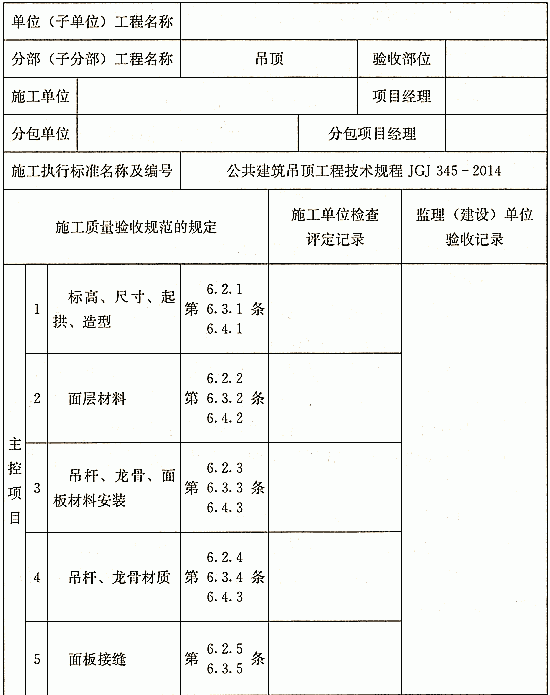 单位（子单位）工程名称
分部（子分部）工程名称 吊顶 验收部位
施工单位 项目经理
分包单位 分包项目经理
施工执行标准名称及编号 公共建筑吊顶工程技术规程 JGJ 345－2014
施工质量验收规范的规定 施工单位检查
评定记录 监理（建设）单位
验收记录
主控项目
1 标高、尺寸、起
拱、造型 第 6.2.1
6.3.1 条
6.4.1
2 面层材料 第 6.2.2
6.3.2 条
6.4.2
3 吊杆、龙骨、面
板材料安装 第 6.2.3
6.3.3 条
6.4.3
4 吊杆、龙骨材质 第 6.2.4
6.3.4 条
6.4.3
5 面板接缝 第 6.2.5 条
6.3.5